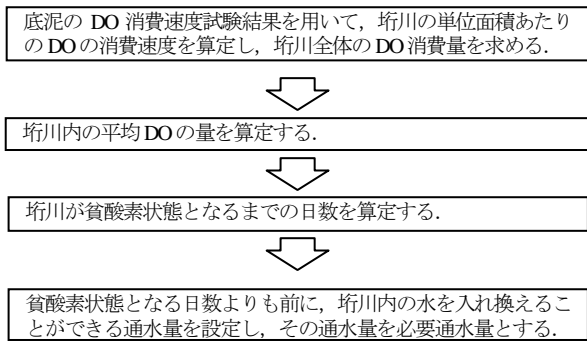 底泥の DO 消費速度試験結果を用いて，埓川の単位面積あたり
の DO の消費速度を算定し，埓川全体の DO 消費量を求める．
埓川内の平均 DO の量を算定する．
埓川が貧酸素状態となるまでの日数を算定する．
貧酸素状態となる日数よりも前に，埓川内の水を入れ換えるこ
とができる通水量を設定し，その通水量を必要通水量とする．